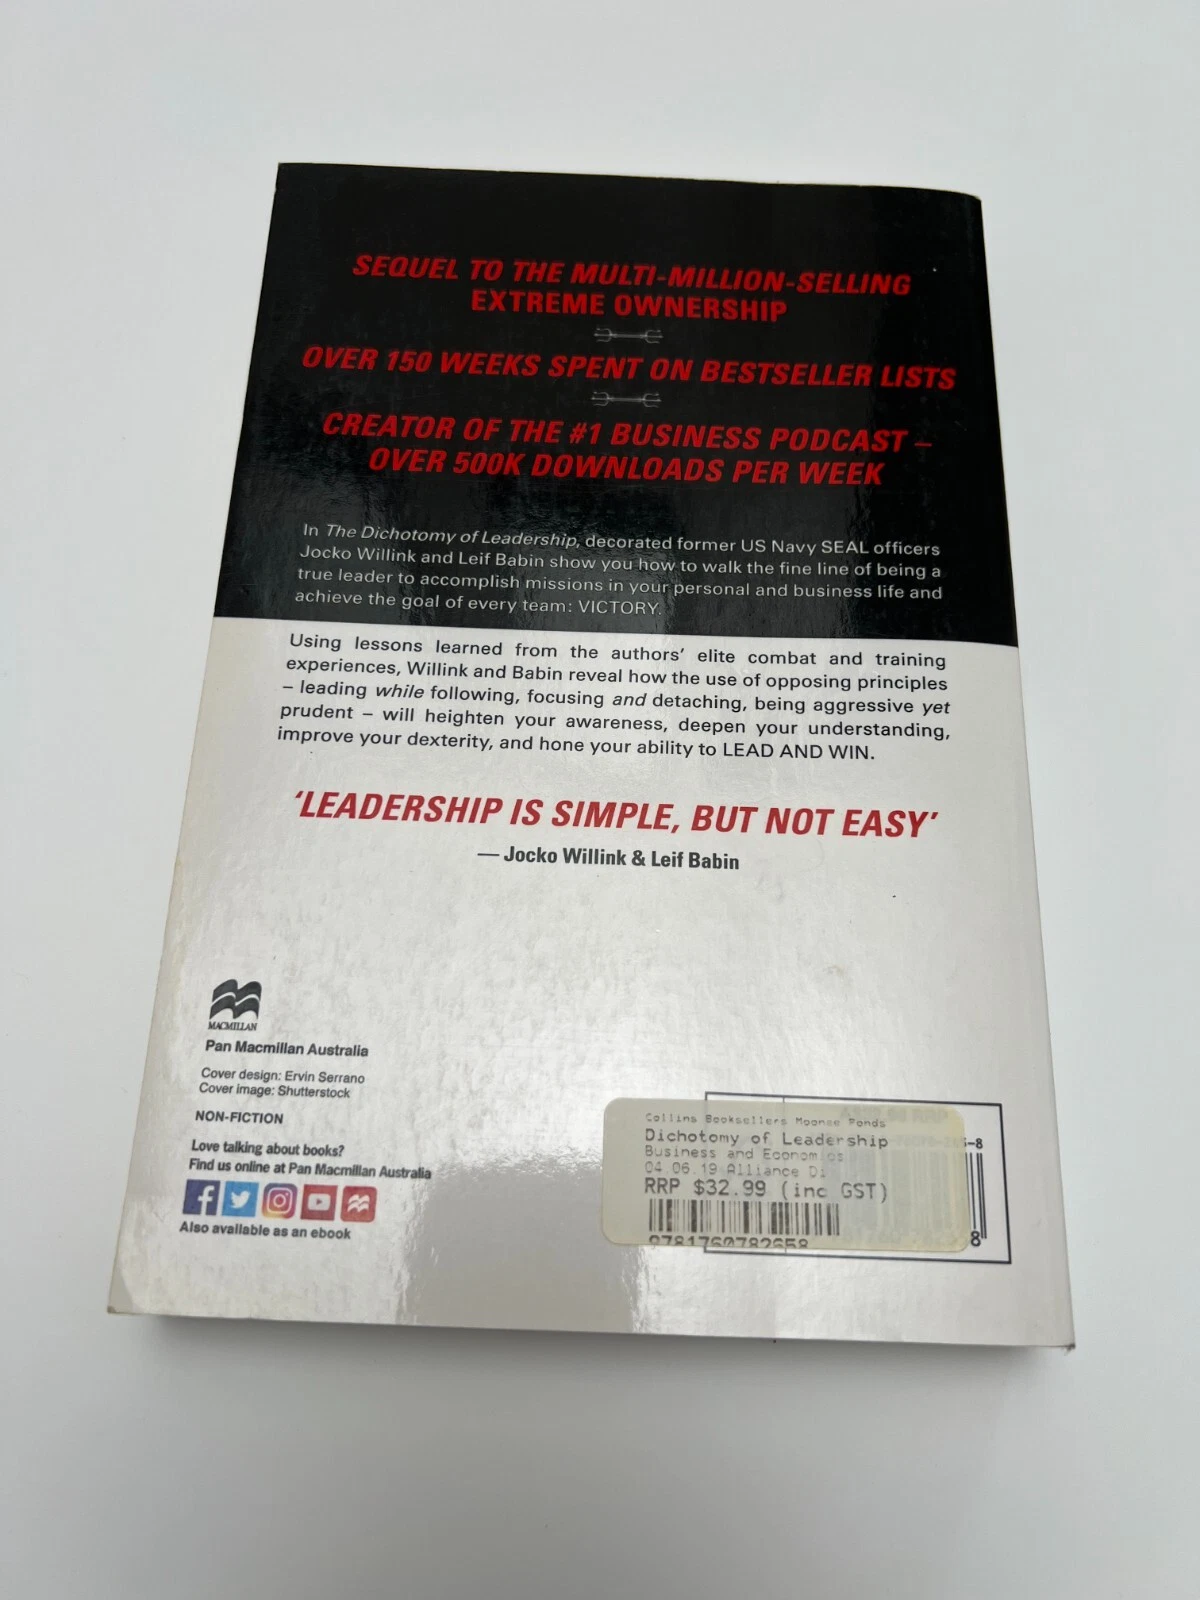 SEQUEL TO THE MULTI-MILLION-SELLING
EXTREME OWNERSHIP
OVER 150 WEEKS SPENT ON BESTSELLER LISTS
CREATOR OF THE #1 BUSINESS PODCAST –
OVER 500K DOWNLOADS PER WEEK
In The Dichotomy of Leadership, decorated former US Navy SEAL officers
Jocko Willink and Leif Babin show you how to walk the fine line of being a
true leader to accomplish missions in your personal and business life and
achieve the goal of every team: VICTORY.
Using lessons learned from the authors' elite combat and training
experiences, Willink and Babin reveal how the use of opposing principles
– leading while following, focusing and detaching, being aggressive yet
prudent – will heighten your awareness, deepen your understanding,
improve your dexterity, and hone your ability to LEAD AND WIN.
'LEADERSHIP IS SIMPLE, BUT NOT EASY'
— Jocko Willink & Leif Babin
MACMILLAN
Pan Macmillan Australia
Cover design: Ervin Serrano
Cover image: Shutterstock
NON-FICTION
Love talking about books?
Find us online at Pan Macmillan Australia
Also available as an ebook
Collins Booksellers Moonee Ponds
Dichotomy of Leadership
Business and Economics
04.06.19 Alliance Di
RRP $32.99 (inc GST)
9781760782658
-8
8